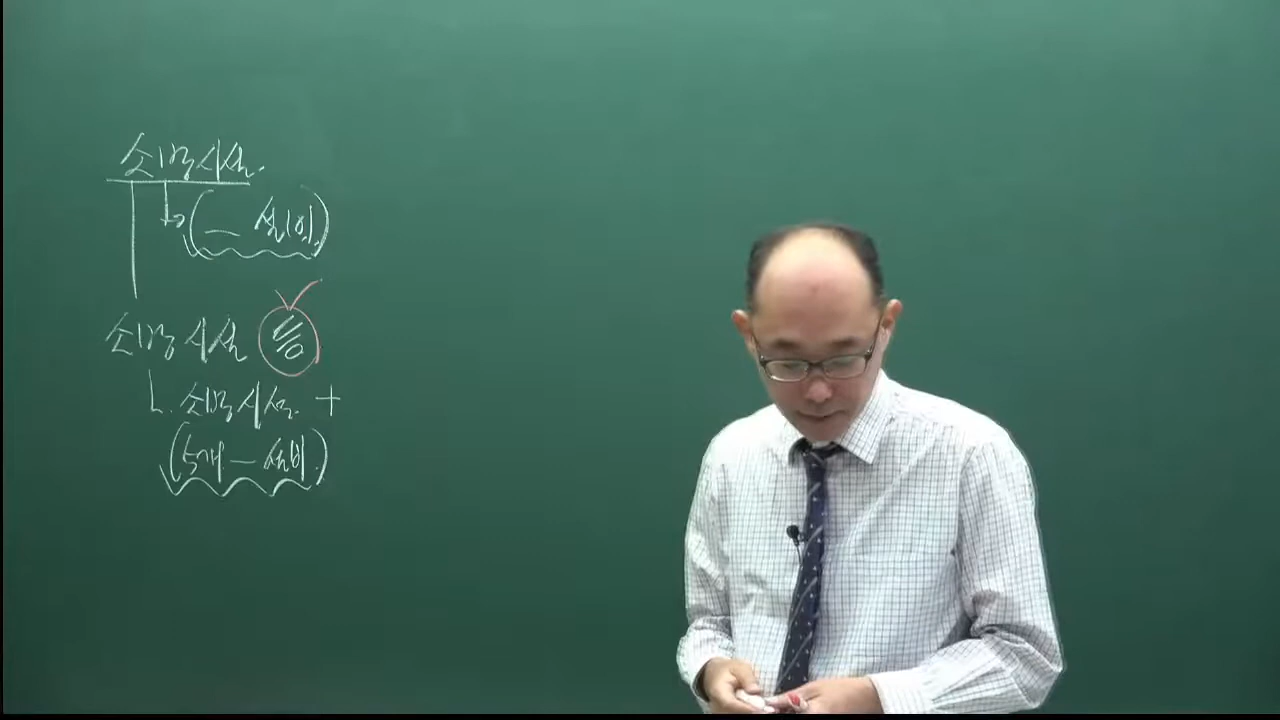 소방시설.
(— 설비)
소방시설 등
ㄴ. 소방시설. +
(5개 — 설비)